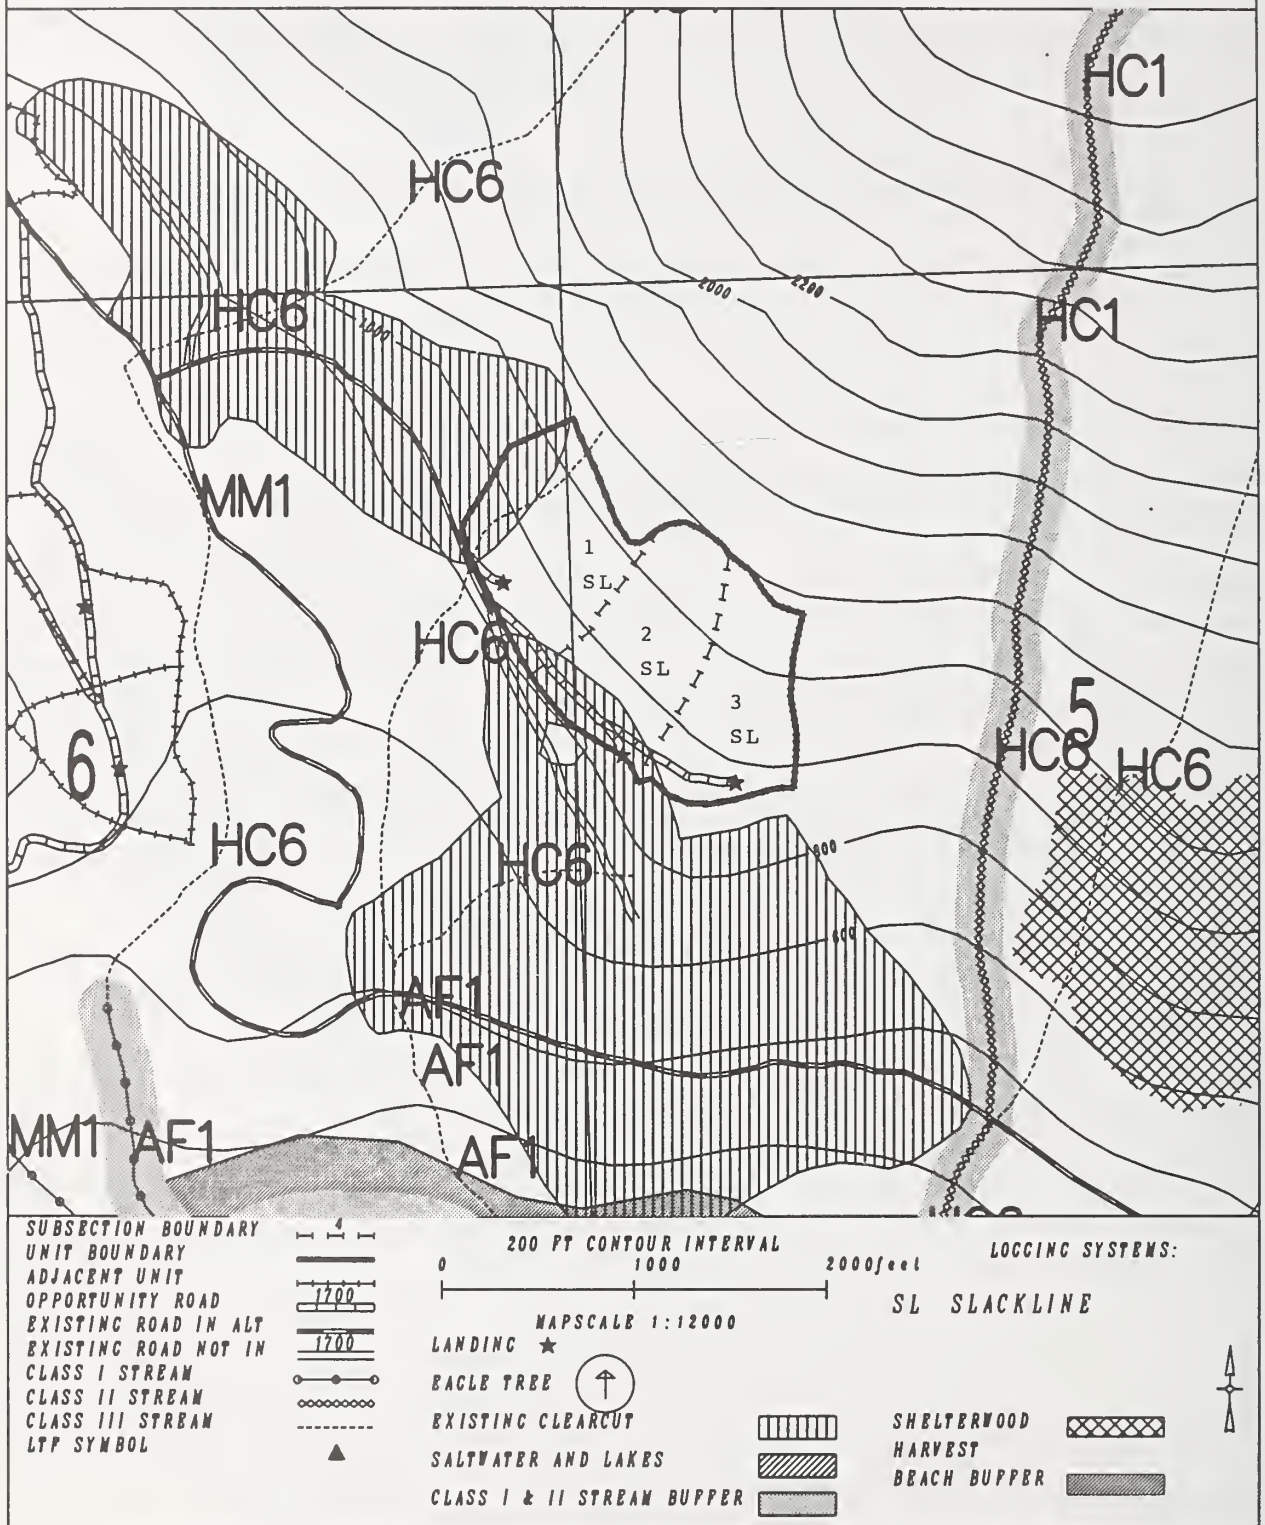 HC1
HC6
2000
2200
HC6
1000
HC1
MM1
1
SL
2
SL
HC6
3
SL
5
6
HC6
HC6
HC6
800
HC6
600
AF1
AF1
MM1
AF1
AF1
SUBSECTION BOUNDARY 4
UNIT BOUNDARY
ADJACENT UNIT
OPPORTUNITY ROAD 1700
EXISTING ROAD IN ALT
EXISTING ROAD NOT IN 1700
CLASS I STREAM
CLASS II STREAM
CLASS III STREAM
LTF SYMBOL
200 FT CONTOUR INTERVAL
0 1000 2000feet
MAPSCALE 1:12000
LANDING
EAGLE TREE
EXISTING CLEARCUT
SALTWATER AND LAKES
CLASS I & II STREAM BUFFER
LOGGING SYSTEMS:
SL SLACKLINE
SHELTERWOOD
HARVEST
BEACH BUFFER